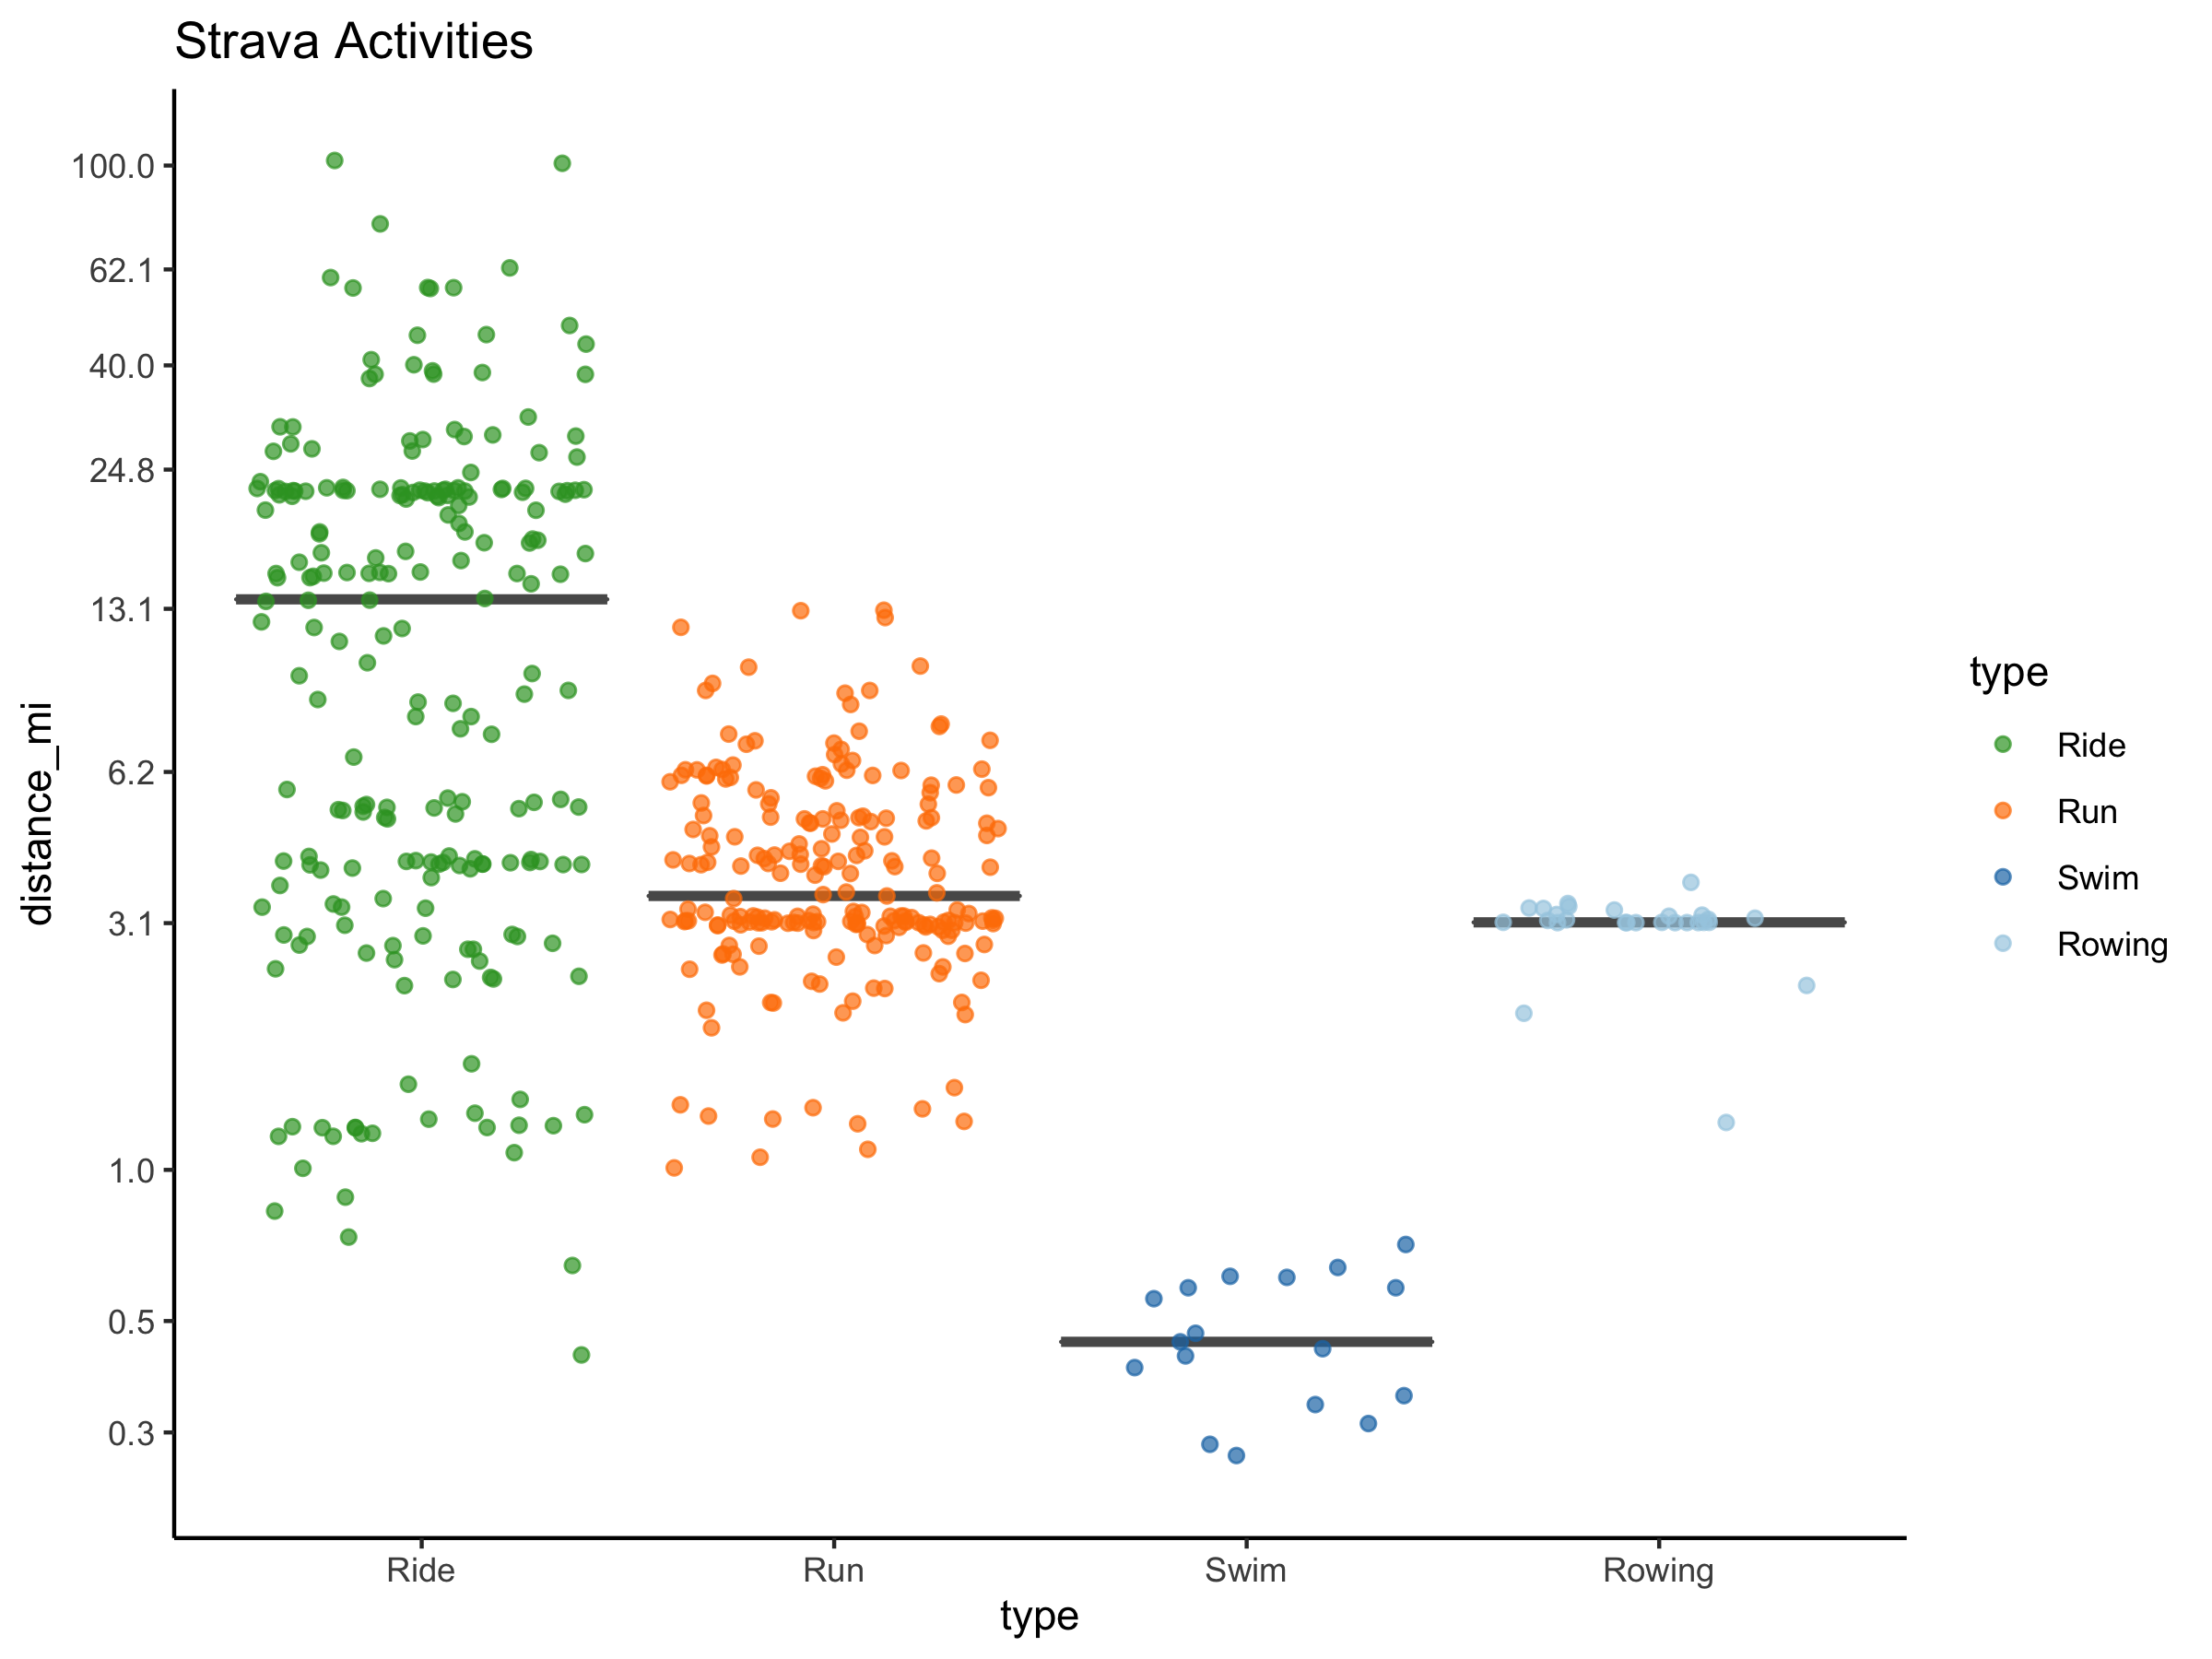 Strava Activities
distance_mi
100.0
62.1
40.0
24.8
13.1
6.2
3.1
1.0
0.5
0.3
Ride
Run
Swim
Rowing
type
type
Ride
Run
Swim
Rowing